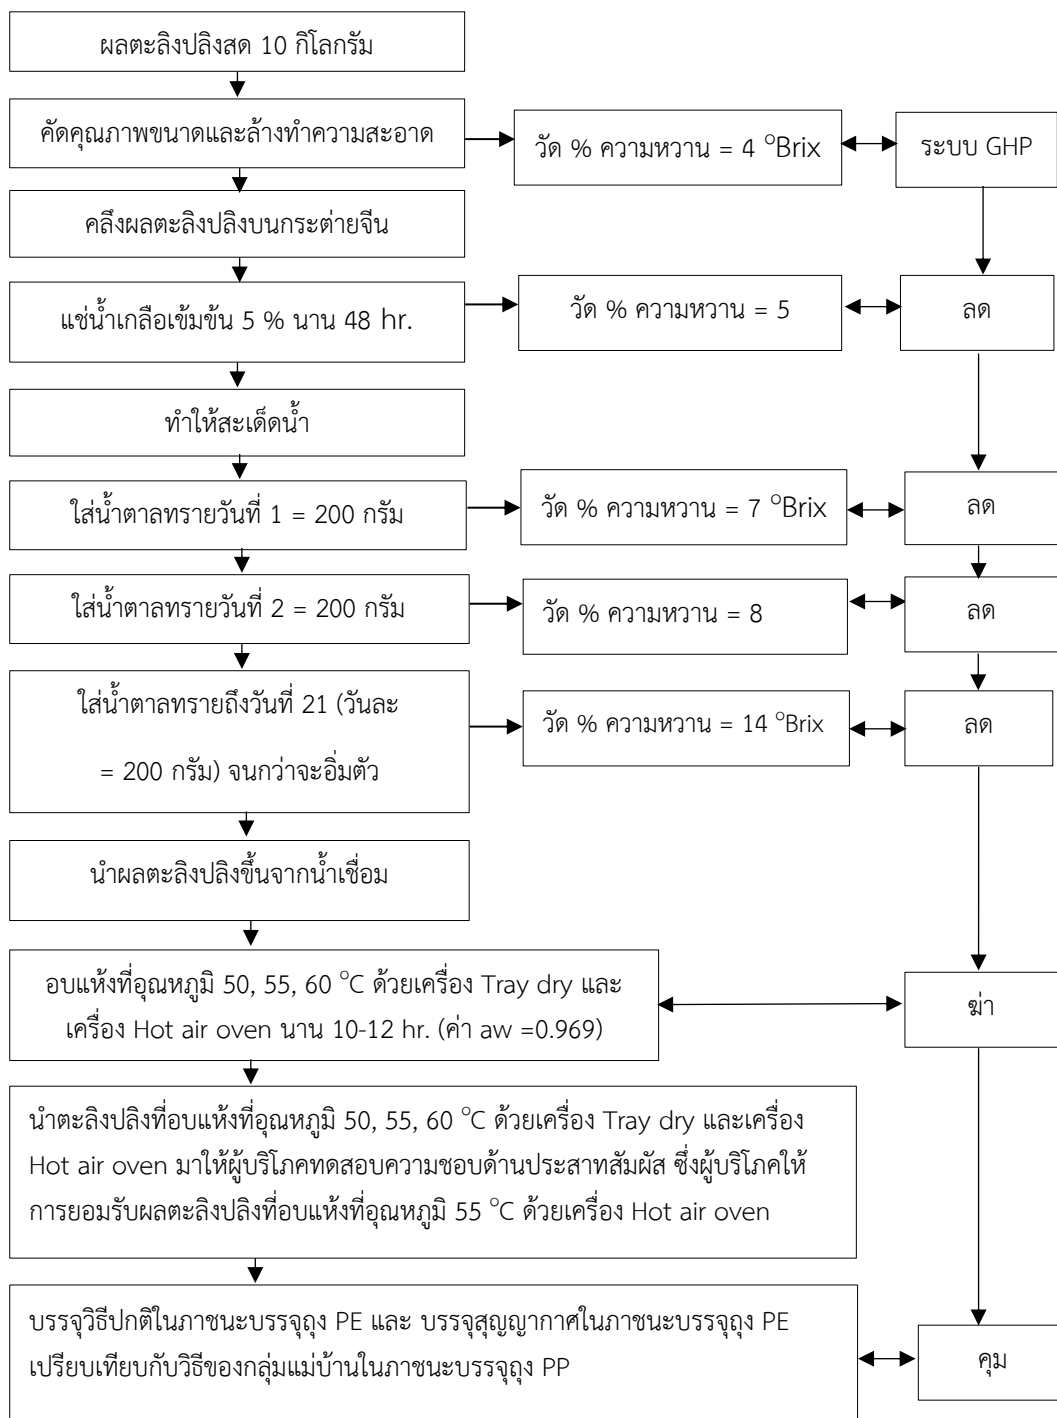 ผลตะลิงปลิงสด 10 กิโลกรัม
คัดคุณภาพขนาดและล้างทำความสะอาด
วัด % ความหวาน = 4 °Brix
ระบบ GHP
คลึงผลตะลิงปลิงบนกระต่ายจีน
แช่น้ำเกลือเข้มข้น 5 % นาน 48 hr.
วัด % ความหวาน = 5
ลด
ทำให้สะเด็ดน้ำ
ใส่น้ำตาลทรายวันที่ 1 = 200 กรัม
วัด % ความหวาน = 7 °Brix
ลด
ใส่น้ำตาลทรายวันที่ 2 = 200 กรัม
วัด % ความหวาน = 8
ลด
ใส่น้ำตาลทรายถึงวันที่ 21 (วันละ
= 200 กรัม) จนกว่าจะอิ่มตัว
วัด % ความหวาน = 14 °Brix
ลด
นำผลตะลิงปลิงขึ้นจากน้ำเชื่อม
อบแห้งที่อุณหภูมิ 50, 55, 60 °C ด้วยเครื่อง Tray dry และ
เครื่อง Hot air oven นาน 10-12 hr. (ค่า aw =0.969)
ฆ่า
นำตะลิงปลิงที่อบแห้งที่อุณหภูมิ 50, 55, 60 °C ด้วยเครื่อง Tray dry และเครื่อง
Hot air oven มาให้ผู้บริโภคทดสอบความชอบด้านประสาทสัมผัส ซึ่งผู้บริโภคให้
การยอมรับผลตะลิงปลิงที่อบแห้งที่อุณหภูมิ 55 °C ด้วยเครื่อง Hot air oven
บรรจุวิธีปกติในภาชนะบรรจุถุง PE และ บรรจุสุญญากาศในภาชนะบรรจุถุง PE
เปรียบเทียบกับวิธีของกลุ่มแม่บ้านในภาชนะบรรจุถุง PP
คุม